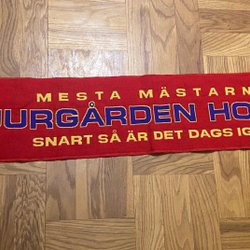 MESTA MÄSTARN
JURGÅRDEN HO
SNART SÅ ÄR DET DAGS IG